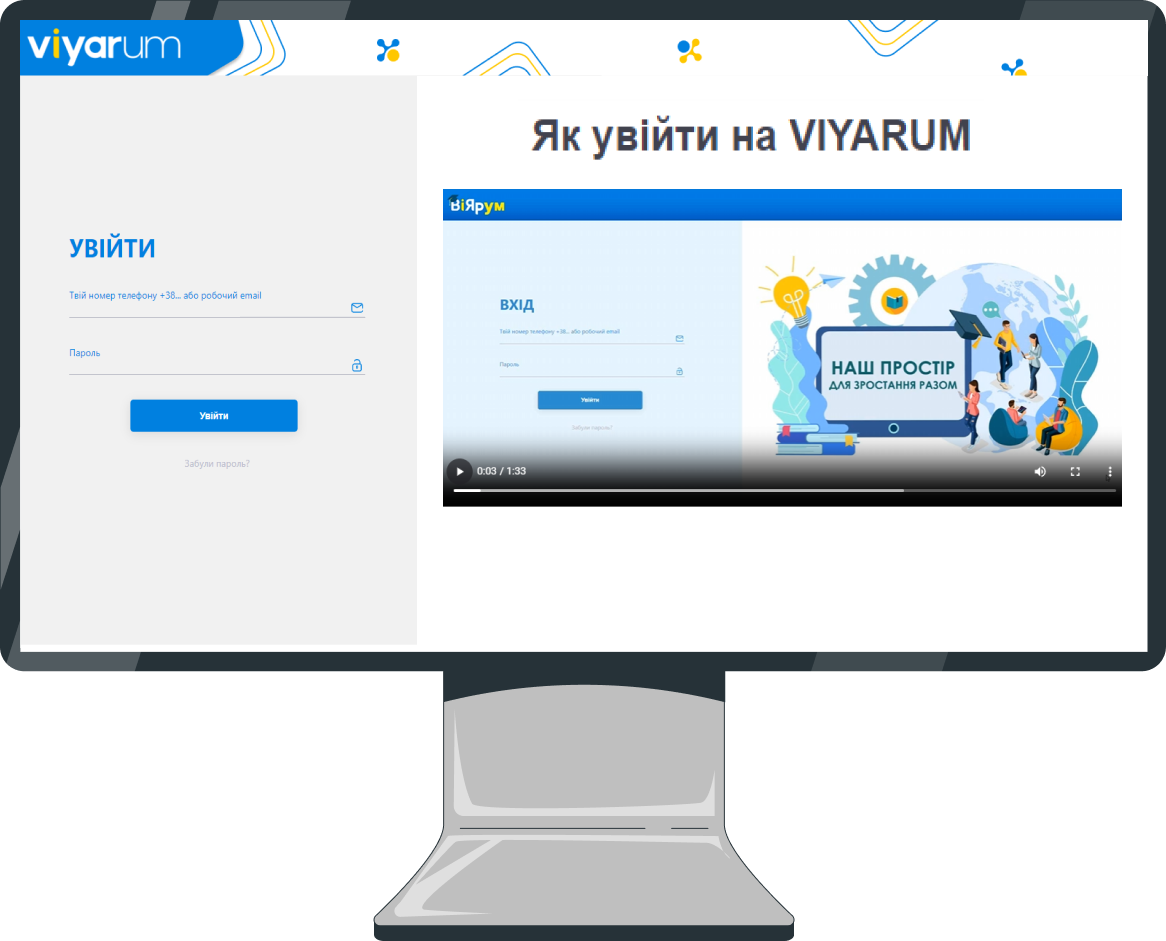 viyarum
Як увійти на VIYARUM
УВІЙТИ
Твій номер телефону +38... або робочий email
Пароль
Увійти
Забули пароль?
ВіЯрум
ВХІД
Твій номер телефону +38... або робочий email
Пароль
Увійти
Забули пароль?
НАШ ПРОСТІР
ДЛЯ ЗРОСТАННЯ РАЗОМ
0:03 / 1:33